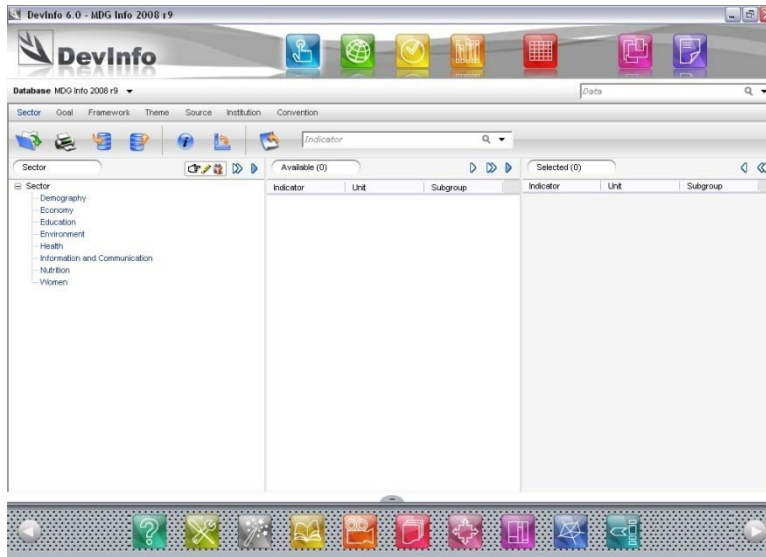 DevInfo 6.0 - MDG Info 2008 r9
DevInfo
Database MDG Info 2008 r9
Data
Sector Goal Framework Theme Source Institution Convention
Indicator
Sector
Available (0)
Selected (0)
Indicator Unit Subgroup
Indicator Unit Subgroup
Sector
Demography
Economy
Education
Environment
Health
Information and Communication
Nutrition
Women